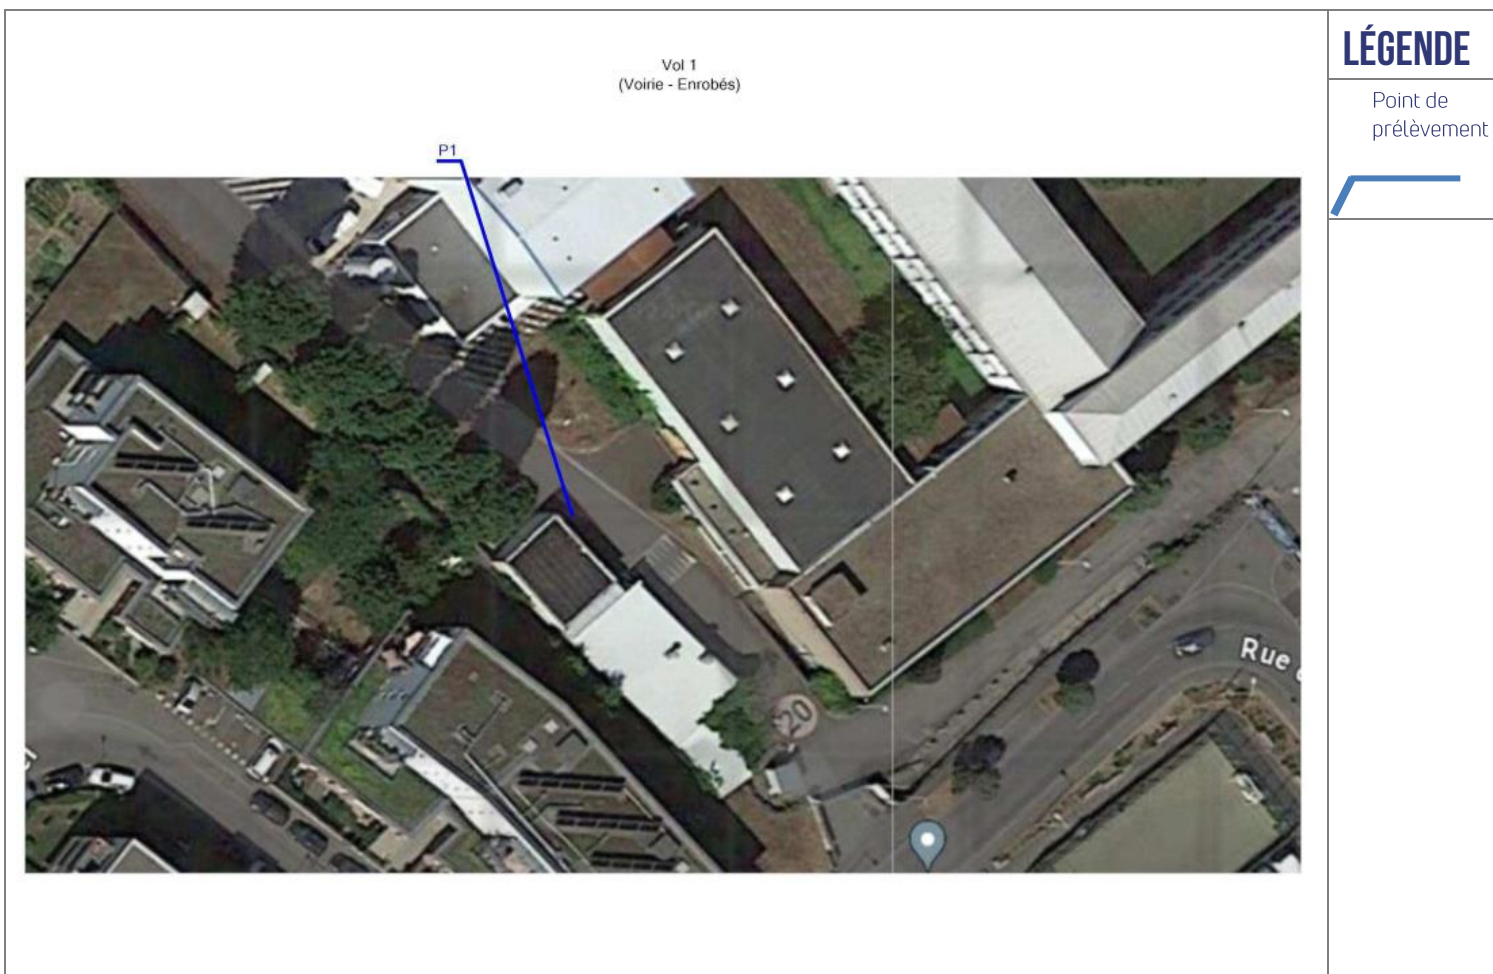 Vol 1
(Voirie - Enrobés)
P1
LÉGENDE
Point de
prélèvement
20
Rue